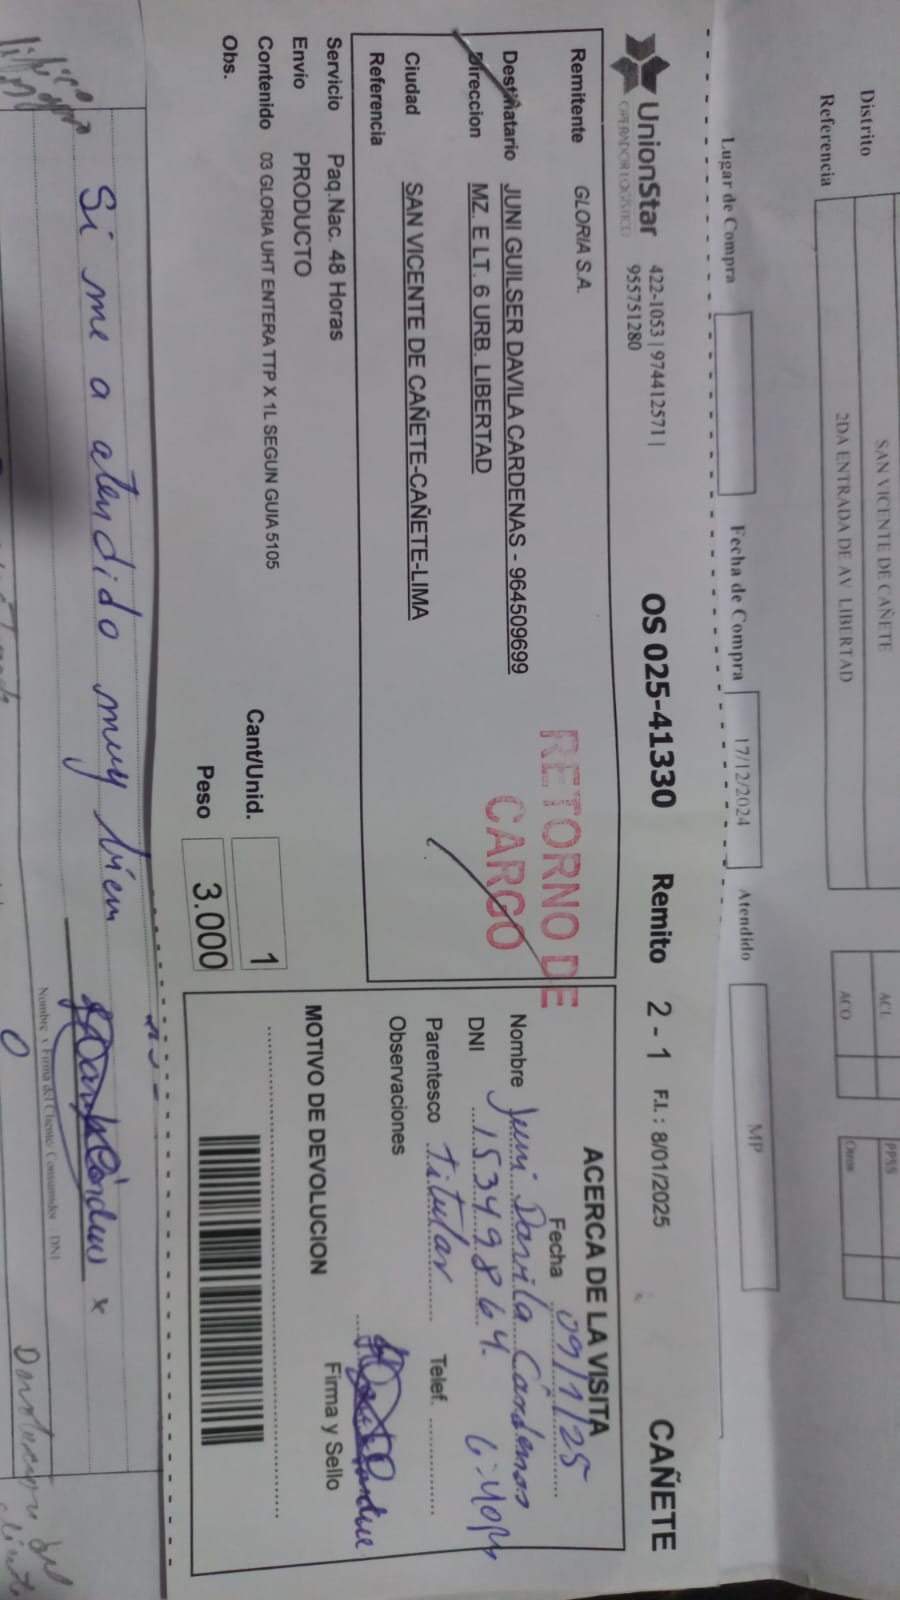 Distrito
SAN VICENTE DE CAÑETE
Referencia
2DA ENTRADA DE AV LIBERTAD
ACL
ACO
PPSS
Otros
Lugar de Compra
Fecha de Compra
17/12/2024
Atendido
MP
UnionStar
OPERADOR LOGISTICO
422-1053 | 974412571 |
955751280
OS 025-41330
Remito 2 - 1
F.I.: 8/01/2025
CAÑETE
Remitente GLORIA S.A.
Destinatario JUNI GUILSER DAVILA CARDENAS - 964509699
Direccion MZ. E LT. 6 URB. LIBERTAD
Ciudad SAN VICENTE DE CAÑETE-CAÑETE-LIMA
Referencia
RETORNO DE
CARGO
Servicio Paq.Nac. 48 Horas
Envio PRODUCTO
Contenido 03 GLORIA UHT ENTERA TTP X 1L SEGUN GUIA 5105
Obs.
Cant/Unid. 1
Peso 3.000
ACERCA DE LA VISITA
Fecha 09/1/25
Nombre Juni Davila Cardenas
DNI 15349864. 6:40pm
Parentesco titular Telef.
Observaciones
Firma y Sello
MOTIVO DE DEVOLUCION
Si me a atendido muy bien
x
Nombre y Firma del Cliente Consumidor - DNI